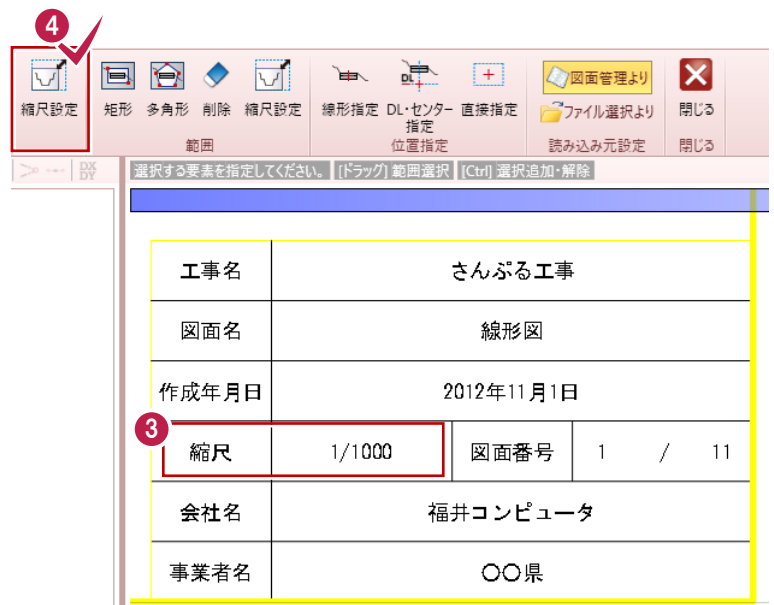 4
縮尺設定 矩形 多角形 削除 縮尺設定 線形指定 DL・センター 指定 直接指定 図面管理より ファイル選択より 閉じる
範囲 位置指定 読み込み元設定 閉じる
DX
DY
選択する要素を指定してください。 [ドラッグ] 範囲選択 [Ctrl] 選択追加・解除
工事名 さんぷる工事
図面名 線形図
作成年月日 2012年11月1日
3
縮尺 1/1000 図面番号 1 / 11
会社名 福井コンピュータ
事業者名 〇〇県